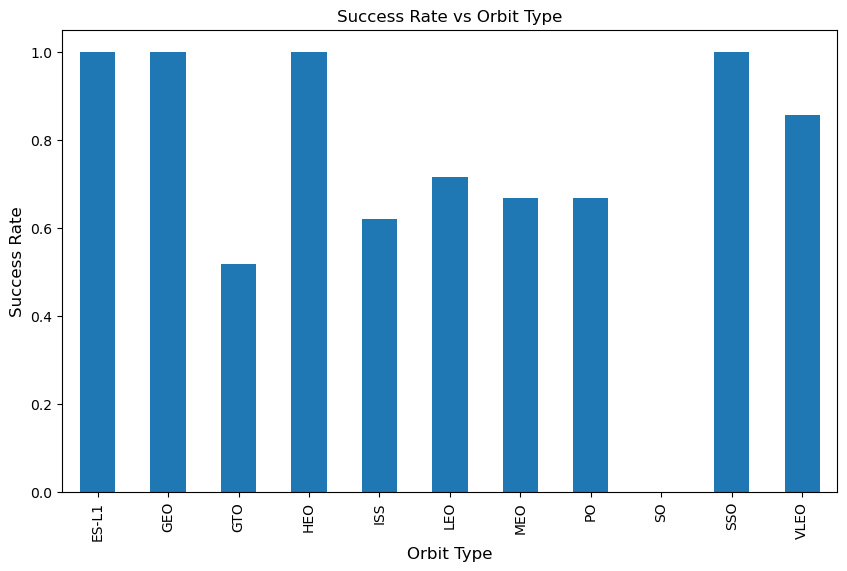 Success Rate vs Orbit Type
1.0
0.8
0.6
0.4
0.2
0.0
Success Rate
ES-L1
GEO
GTO
HEO
ISS
LEO
MEO
PO
SO
SSO
VLEO
Orbit Type